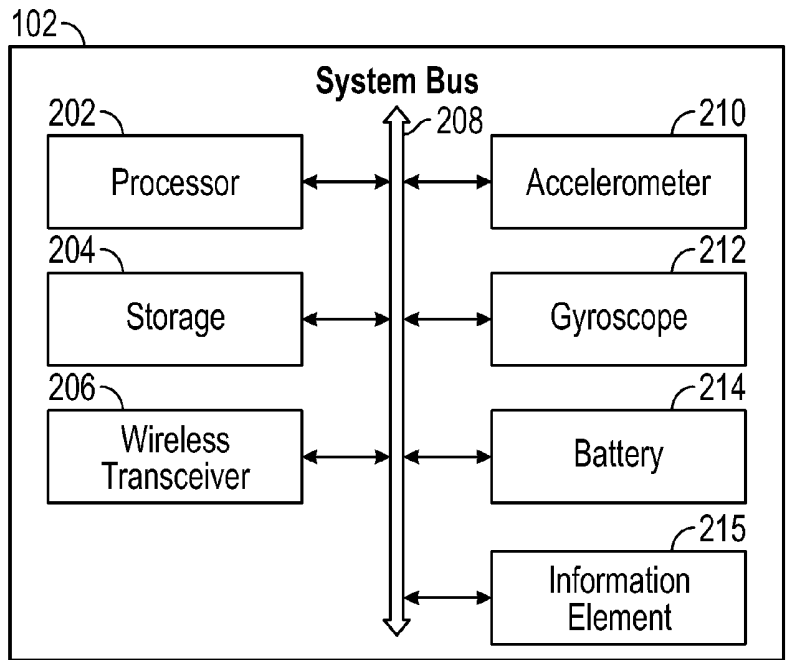 102
System Bus
208
202
Processor
210
Accelerometer
204
Storage
212
Gyroscope
206
Wireless
Transceiver
214
Battery
215
Information
Element